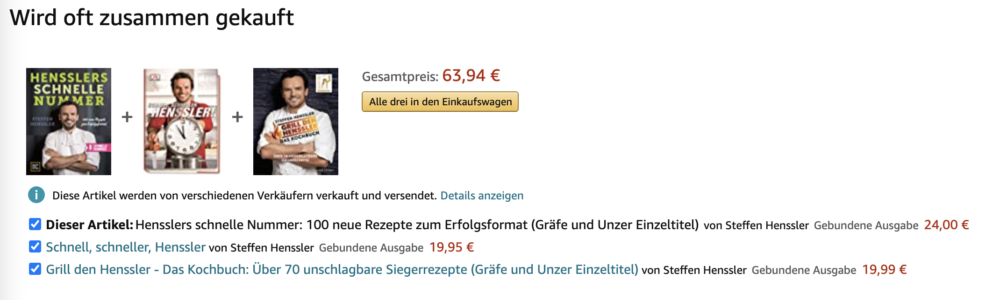 Wird oft zusammen gekauft
HENSSLERS
SCHNELLE
NUMMER
STEFFEN
HENSSLER
+
HENSSLER!
+
STEFFEN HENSSLER
GRILL DEN
HENSSLER
DAS KOCHBUCH
Gesamtpreis: 63,94 €
Alle drei in den Einkaufswagen
i Diese Artikel werden von verschiedenen Verkäufern verkauft und versendet. Details anzeigen
Dieser Artikel: Hensslers schnelle Nummer: 100 neue Rezepte zum Erfolgsformat (Gräfe und Unzer Einzeltitel) von Steffen Henssler Gebundene Ausgabe 24,00 €
Schnell, schneller, Henssler von Steffen Henssler Gebundene Ausgabe 19,95 €
Grill den Henssler - Das Kochbuch: Über 70 unschlagbare Siegerrezepte (Gräfe und Unzer Einzeltitel) von Steffen Henssler Gebundene Ausgabe 19,99 €